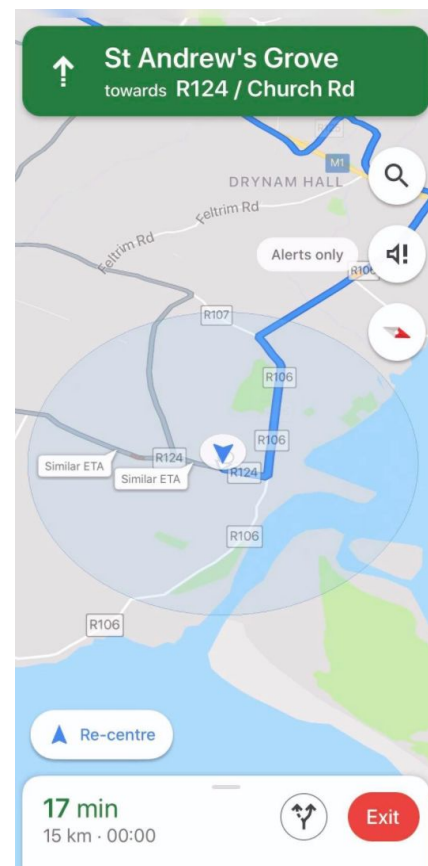 St Andrew's Grove
towards R124 / Church Rd
M1
DRYNAM HALL
Feltrim Rd
Feltrim Rd
Alerts only
R106
R107
R106
R106
R124
R124
Similar ETA
Similar ETA
R106
R106
Re-centre
17 min
15 km · 00:00
Exit